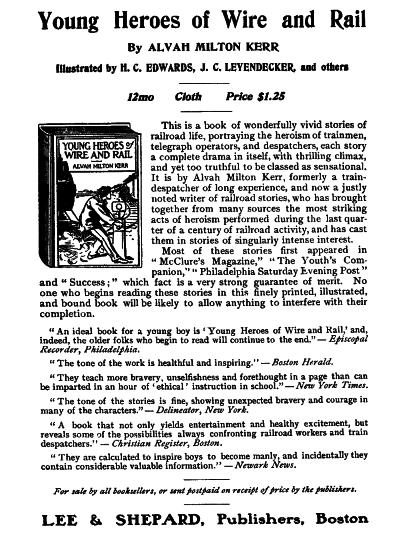 Young Heroes of Wire and Rail
By ALVAH MILTON KERR
Illustrated by H. C. EDWARDS, J. C. LEYENDECKER, and others
12mo Cloth Price $1.25
YOUNG HEROES of
WIRE AND RAIL
ALVAH MILTON KERR
This is a book of wonderfully vivid stories of
railroad life, portraying the heroism of trainmen,
telegraph operators, and despatchers, each story
a complete drama in itself, with thrilling climax,
and yet too truthful to be classed as sensational.
It is by Alvah Milton Kerr, formerly a train-
despatcher of long experience, and now a justly
noted writer of railroad stories, who has brought
together from many sources the most striking
acts of heroism performed during the last quar-
ter of a century of railroad activity, and has cast
them in stories of singularly intense interest.
Most of these stories first appeared in
"McClure's Magazine," "The Youth's Com-
panion," "Philadelphia Saturday Evening Post"
and "Success;" which fact is a very strong guarantee of merit. No
one who begins reading these stories in this finely printed, illustrated,
and bound book will be likely to allow anything to interfere with their
completion.
"An ideal book for a young boy is 'Young Heroes of Wire and Rail,' and,
indeed, the older folks who begin to read will continue to the end."—Episcopal
Recorder, Philadelphia.
"The tone of the work is healthful and inspiring."—Boston Herald.
"They teach more bravery, unselfishness and forethought in a page than can
be imparted in an hour of 'ethical' instruction in school."—New York Times.
"The tone of the stories is fine, showing unexpected bravery and courage in
many of the characters."—Delineator, New York.
"A book that not only yields entertainment and healthy excitement, but
reveals some of the possibilities always confronting railroad workers and train
despatchers."—Christian Register, Boston.
"They are calculated to inspire boys to become manly, and incidentally they
contain considerable valuable information."—Newark News.
For sale by all booksellers, or sent postpaid on receipt of price by the publishers.
LEE & SHEPARD, Publishers, Boston